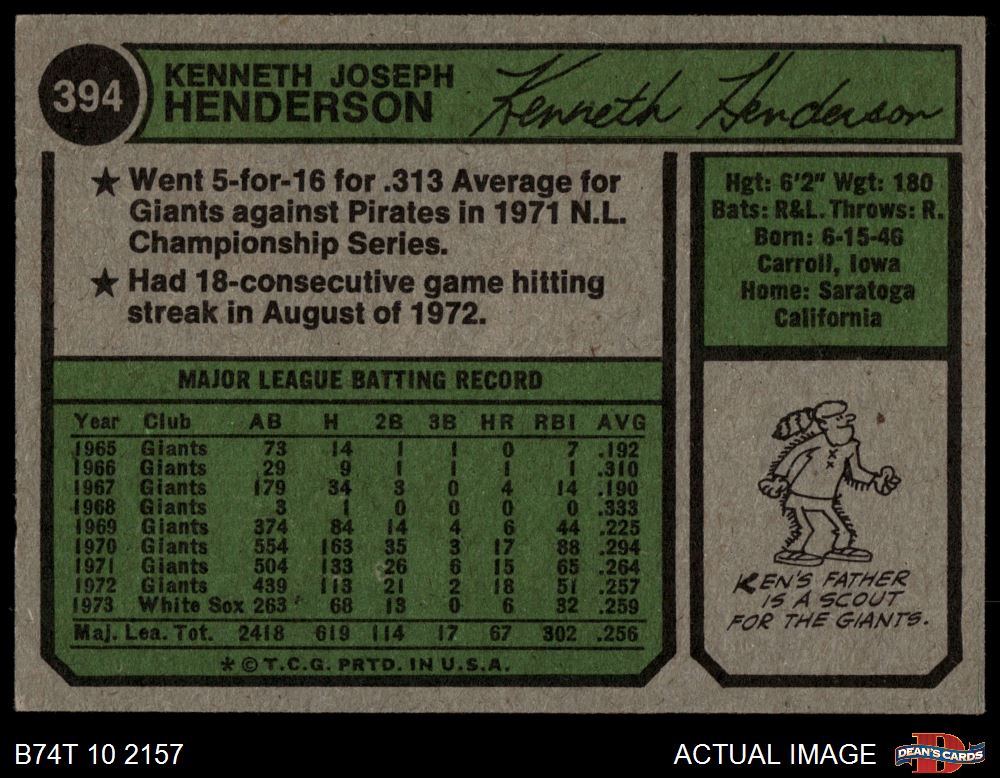 394
KENNETH JOSEPH
HENDERSON
Kenneth Henderson
★ Went 5-for-16 for .313 Average for
Giants against Pirates in 1971 N.L.
Championship Series.
★ Had 18-consecutive game hitting
streak in August of 1972.
Hgt: 6'2" Wgt: 180
Bats: R&L. Throws: R.
Born: 6-15-46
Carroll, Iowa
Home: Saratoga
California
MAJOR LEAGUE BATTING RECORD
Year Club AB H 2B 3B HR RBI AVG
1965 Giants 73 14 1 1 0 7 .192
1966 Giants 29 9 1 1 1 1 .310
1967 Giants 179 34 3 0 4 14 .190
1968 Giants 3 1 0 0 0 0 .333
1969 Giants 374 84 14 4 6 44 .225
1970 Giants 554 163 35 3 17 88 .294
1971 Giants 504 133 26 6 15 65 .264
1972 Giants 439 113 21 2 18 51 .257
1973 White Sox 263 68 13 0 6 32 .259
Maj. Lea. Tot. 2418 619 114 17 67 302 .256
* © T.C.G. PRTD. IN U.S.A.
KEN'S FATHER
IS A SCOUT
FOR THE GIANTS.
B74T 10 2157
ACTUAL IMAGE
D
DEAN'S CARDS